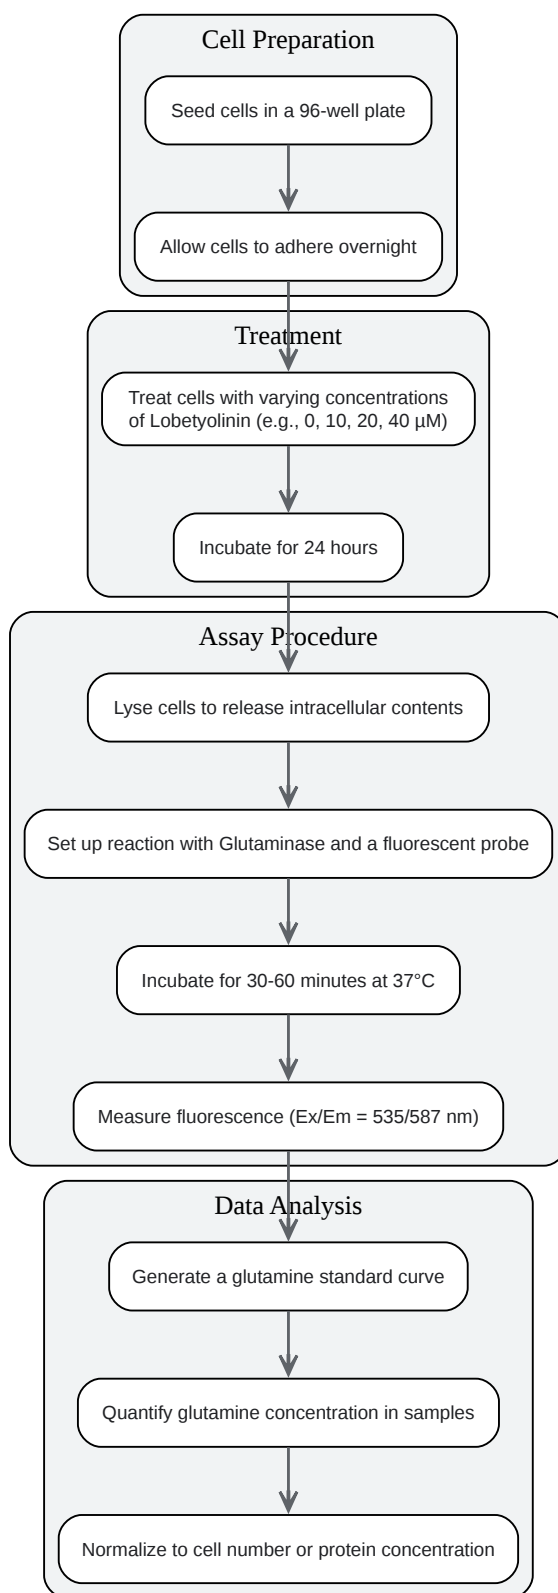 Cell Preparation
Seed cells in a 96-well plate
Allow cells to adhere overnight
Treatment
Treat cells with varying concentrations
of Lobetyolinin (e.g., 0, 10, 20, 40 µM)
Incubate for 24 hours
Assay Procedure
Lyse cells to release intracellular contents
Set up reaction with Glutaminase and a fluorescent probe
Incubate for 30-60 minutes at 37°C
Measure fluorescence (Ex/Em = 535/587 nm)
Data Analysis
Generate a glutamine standard curve
Quantify glutamine concentration in samples
Normalize to cell number or protein concentration